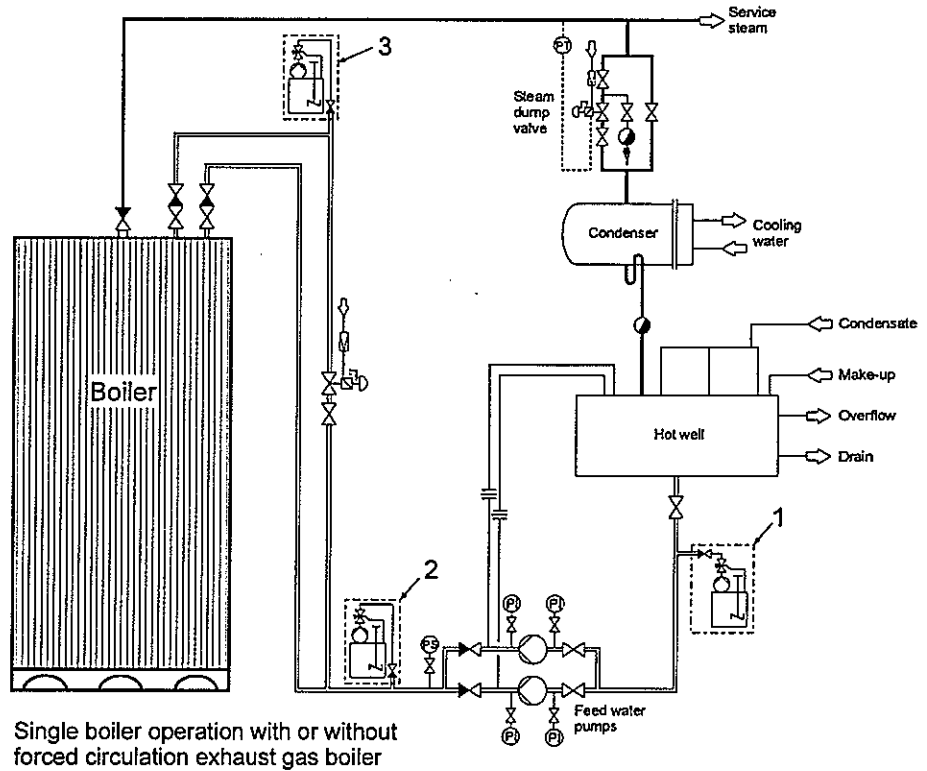 Service
steam
3
PT
Steam
dump
valve
Condenser
Cooling
water
Condensate
Make-up
Boiler
Overflow
Hot well
Drain
1
2
PI
PI
PS
Feed water
pumps
PI
PI
Single boiler operation with or without
forced circulation exhaust gas boiler